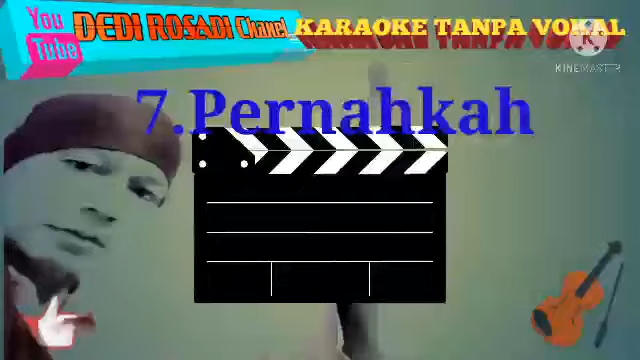 You
Tube
DEDI ROSADI Chanel
KARAOKE TANPA VOKAL
KINEMASTER
7.Pernahkah